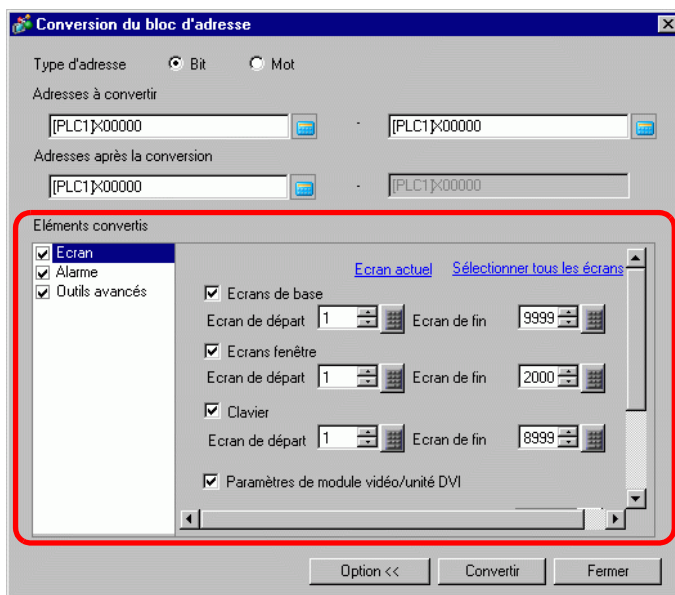 Conversion du bloc d'adresse
Type d'adresse Bit Mot
Adresses à convertir
[PLC1]X00000 - [PLC1]X00000
Adresses après la conversion
[PLC1]X00000 - [PLC1]X00000
Eléments convertis
Ecran
Alarme
Outils avancés
Ecran actuel Sélectionner tous les écrans
Ecrans de base
Ecran de départ 1 Ecran de fin 9999
Ecrans fenêtre
Ecran de départ 1 Ecran de fin 2000
Clavier
Ecran de départ 1 Ecran de fin 8999
Paramètres de module vidéo/unité DVI
Option << Convertir Fermer